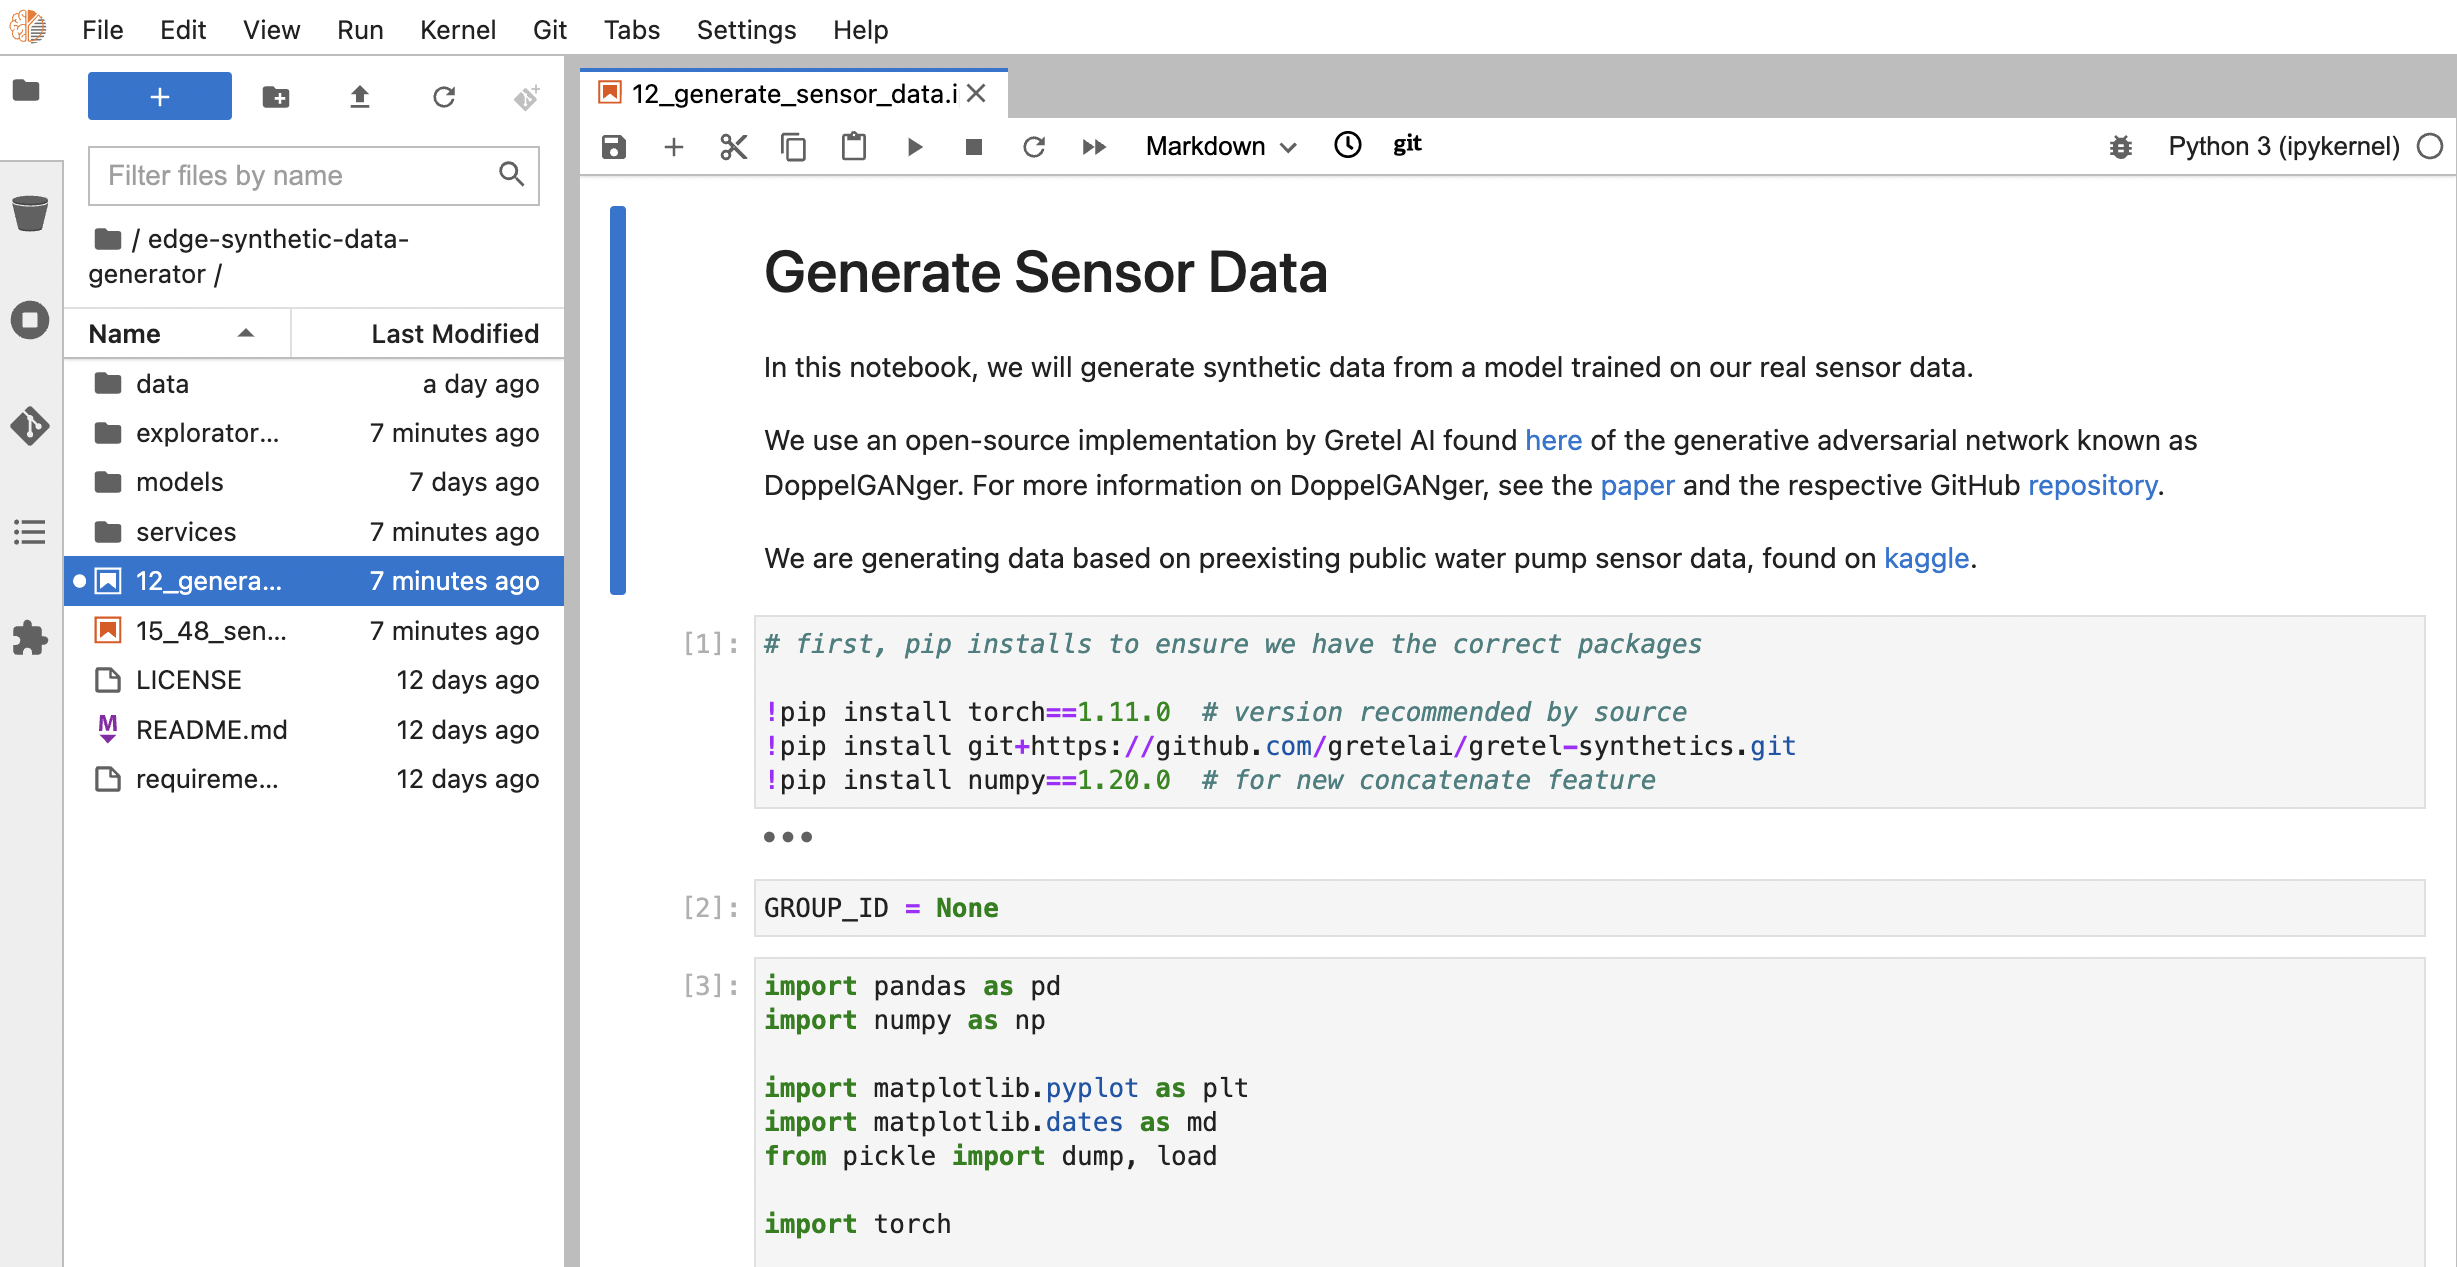 File Edit View Run Kernel Git Tabs Settings Help
12_generate_sensor_data.i
Markdown
git
Python 3 (ipykernel)
Filter files by name
/ edge-synthetic-data-
generator /
Name Last Modified
data a day ago
explorator... 7 minutes ago
models 7 days ago
services 7 minutes ago
12_genera... 7 minutes ago
15_48_sen... 7 minutes ago
LICENSE 12 days ago
README.md 12 days ago
requireme... 12 days ago
Generate Sensor Data
In this notebook, we will generate synthetic data from a model trained on our real sensor data.
We use an open-source implementation by Gretel AI found here of the generative adversarial network known as
DoppelGANger. For more information on DoppelGANger, see the paper and the respective GitHub repository.
We are generating data based on preexisting public water pump sensor data, found on kaggle.
[1]: # first, pip installs to ensure we have the correct packages
!pip install torch==1.11.0  # version recommended by source
!pip install git+https://github.com/gretelai/gretel-synthetics.git
!pip install numpy==1.20.0  # for new concatenate feature
[2]: GROUP_ID = None
[3]: import pandas as pd
import numpy as np
import matplotlib.pyplot as plt
import matplotlib.dates as md
from pickle import dump, load
import torch